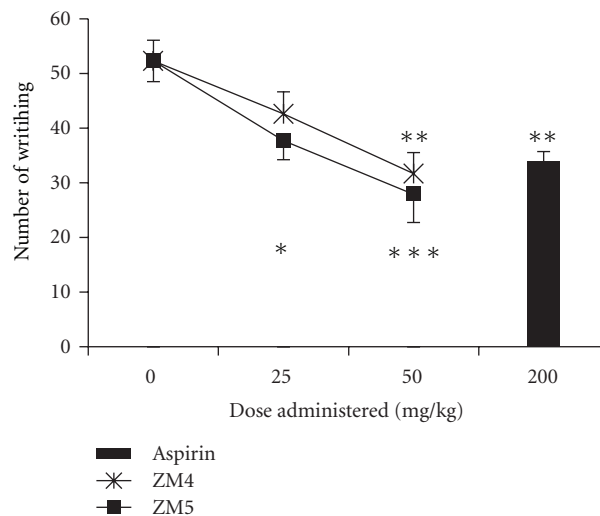 60
50
40
30
20
10
0
Number of writihing
**
**
*
***
0 25 50 200
Dose administered (mg/kg)
Aspirin
ZM4
ZM5